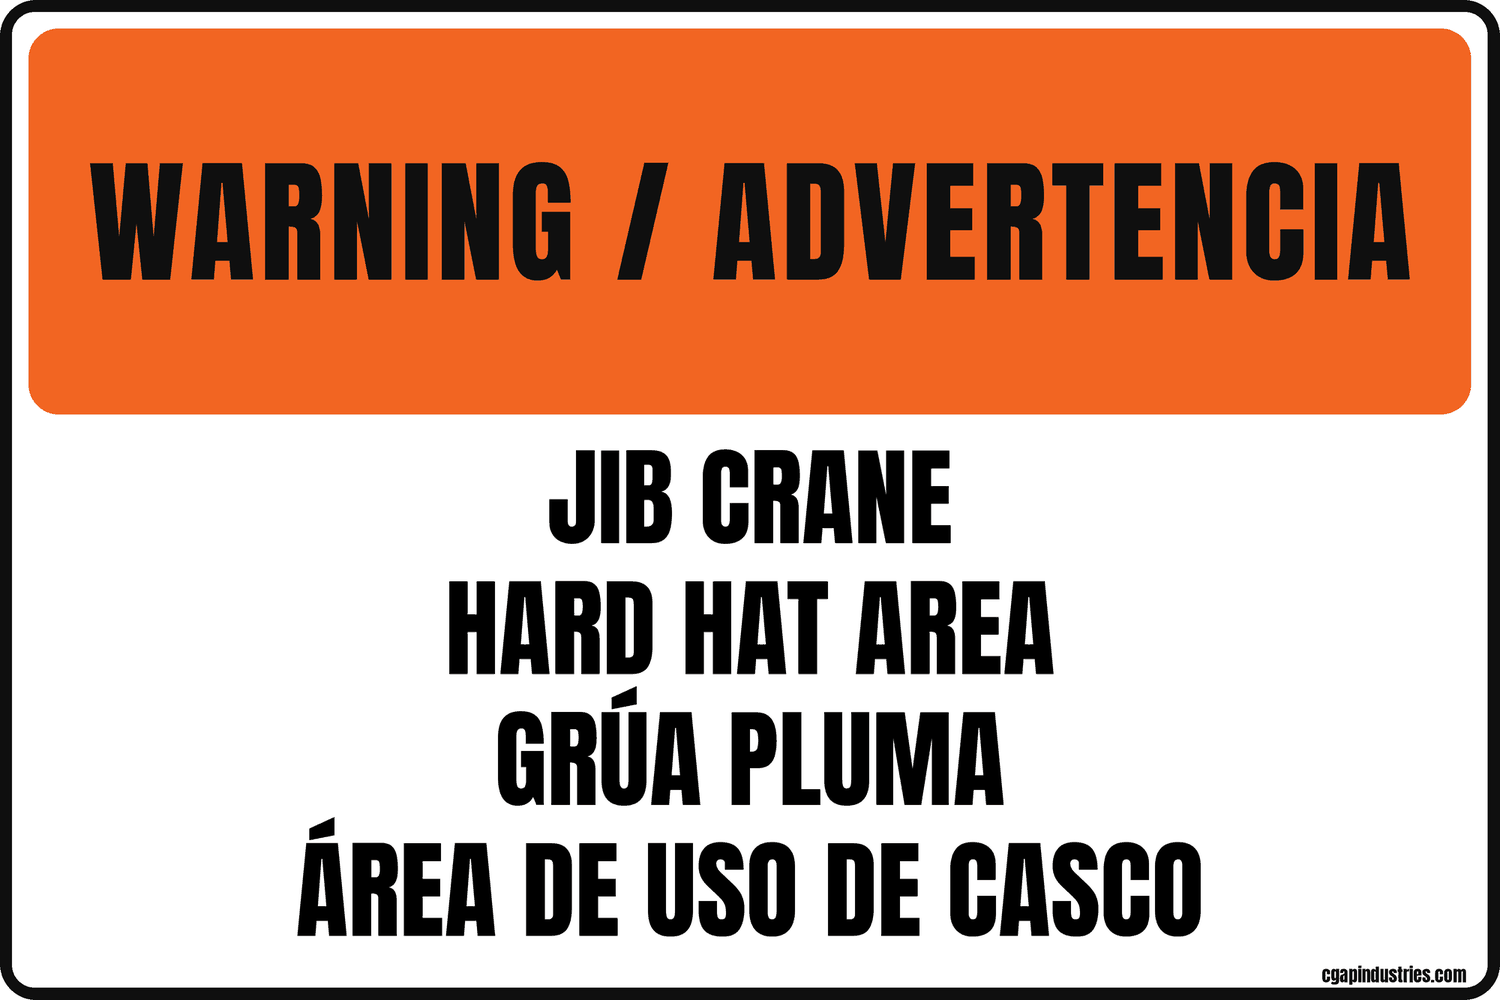 WARNING / ADVERTENCIA
JIB CRANE
HARD HAT AREA
GRÚA PLUMA
ÁREA DE USO DE CASCO
cgapindustries.com